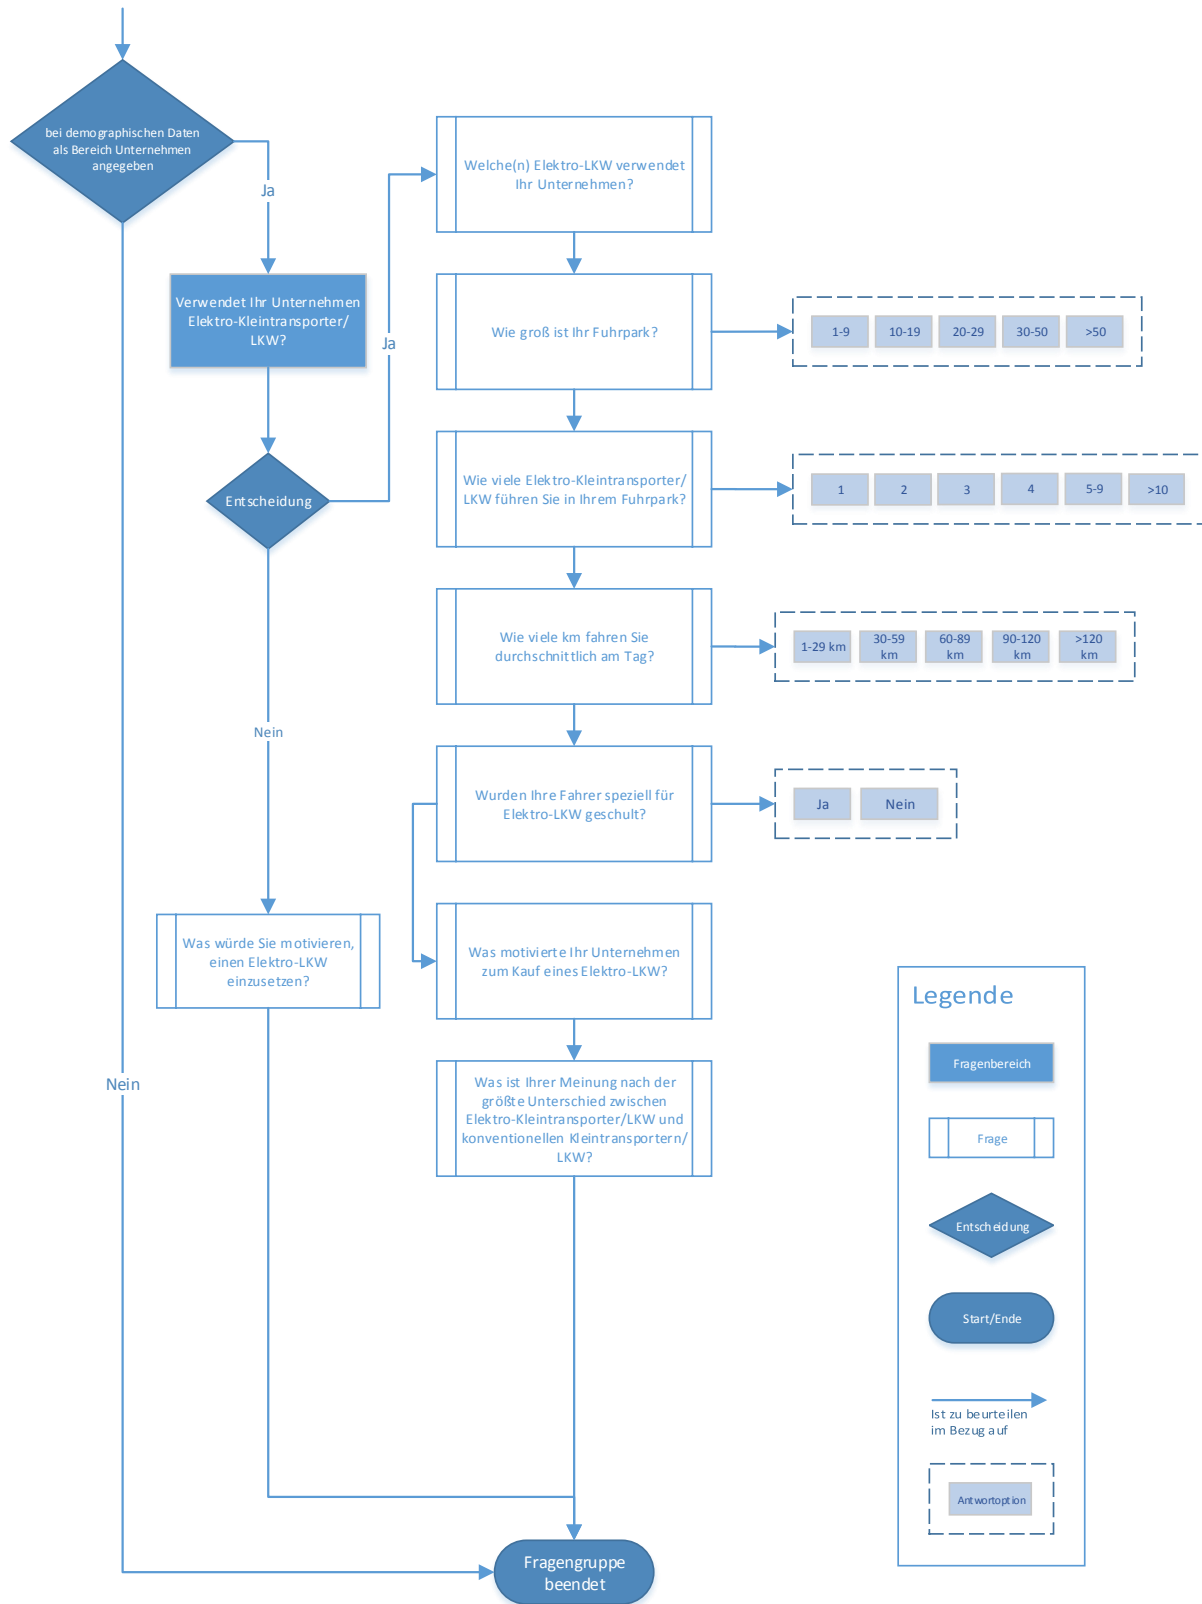 bei demographischen Daten
als Bereich Unternehmen
angegeben
Ja
Verwendet Ihr Unternehmen
Elektro-Kleintransporter/
LKW?
Entscheidung
Ja
Nein
Was würde Sie motivieren,
einen Elektro-LKW
einzusetzen?
Nein
Welche(n) Elektro-LKW verwendet
Ihr Unternehmen?
Wie groß ist Ihr Fuhrpark?
1-9
10-19
20-29
30-50
>50
Wie viele Elektro-Kleintransporter/
LKW führen Sie in Ihrem Fuhrpark?
1
2
3
4
5-9
>10
Wie viele km fahren Sie
durchschnittlich am Tag?
1-29 km
30-59
km
60-89
km
90-120
km
>120
km
Wurden Ihre Fahrer speziell für
Elektro-LKW geschult?
Ja
Nein
Was motivierte Ihr Unternehmen
zum Kauf eines Elektro-LKW?
Was ist Ihrer Meinung nach der
größte Unterschied zwischen
Elektro-Kleintransporter/LKW und
konventionellen Kleintransportern/
LKW?
Fragengruppe
beendet
Legende
Fragenbereich
Frage
Entscheidung
Start/Ende
Ist zu beurteilen
im Bezug auf
Antwortoption